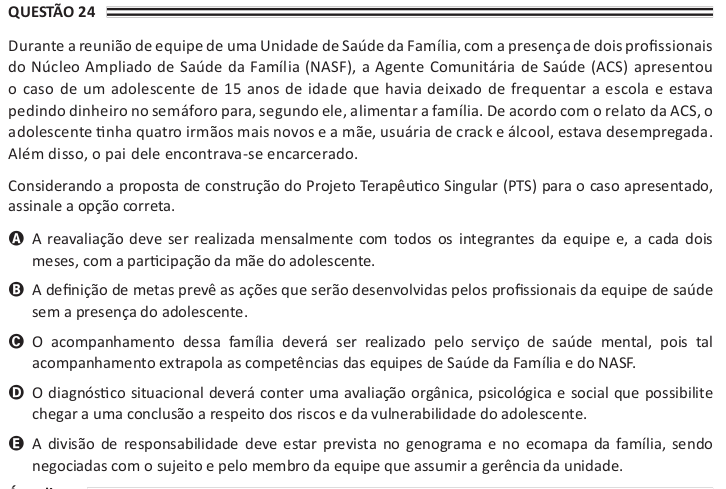 QUESTÃO 24
Durante a reunião de equipe de uma Unidade de Saúde da Família, com a presença de dois profissionais
do Núcleo Ampliado de Saúde da Família (NASF), a Agente Comunitária de Saúde (ACS) apresentou
o caso de um adolescente de 15 anos de idade que havia deixado de frequentar a escola e estava
pedindo dinheiro no semáforo para, segundo ele, alimentar a família. De acordo com o relato da ACS, o
adolescente tinha quatro irmãos mais novos e a mãe, usuária de crack e álcool, estava desempregada.
Além disso, o pai dele encontrava-se encarcerado.
Considerando a proposta de construção do Projeto Terapêutico Singular (PTS) para o caso apresentado,
assinale a opção correta.
A A reavaliação deve ser realizada mensalmente com todos os integrantes da equipe e, a cada dois
meses, com a participação da mãe do adolescente.
B A definição de metas prevê as ações que serão desenvolvidas pelos profissionais da equipe de saúde
sem a presença do adolescente.
C O acompanhamento dessa família deverá ser realizado pelo serviço de saúde mental, pois tal
acompanhamento extrapola as competências das equipes de Saúde da Família e do NASF.
D O diagnóstico situacional deverá conter uma avaliação orgânica, psicológica e social que possibilite
chegar a uma conclusão a respeito dos riscos e da vulnerabilidade do adolescente.
E A divisão de responsabilidade deve estar prevista no genograma e no ecomapa da família, sendo
negociadas com o sujeito e pelo membro da equipe que assumir a gerência da unidade.